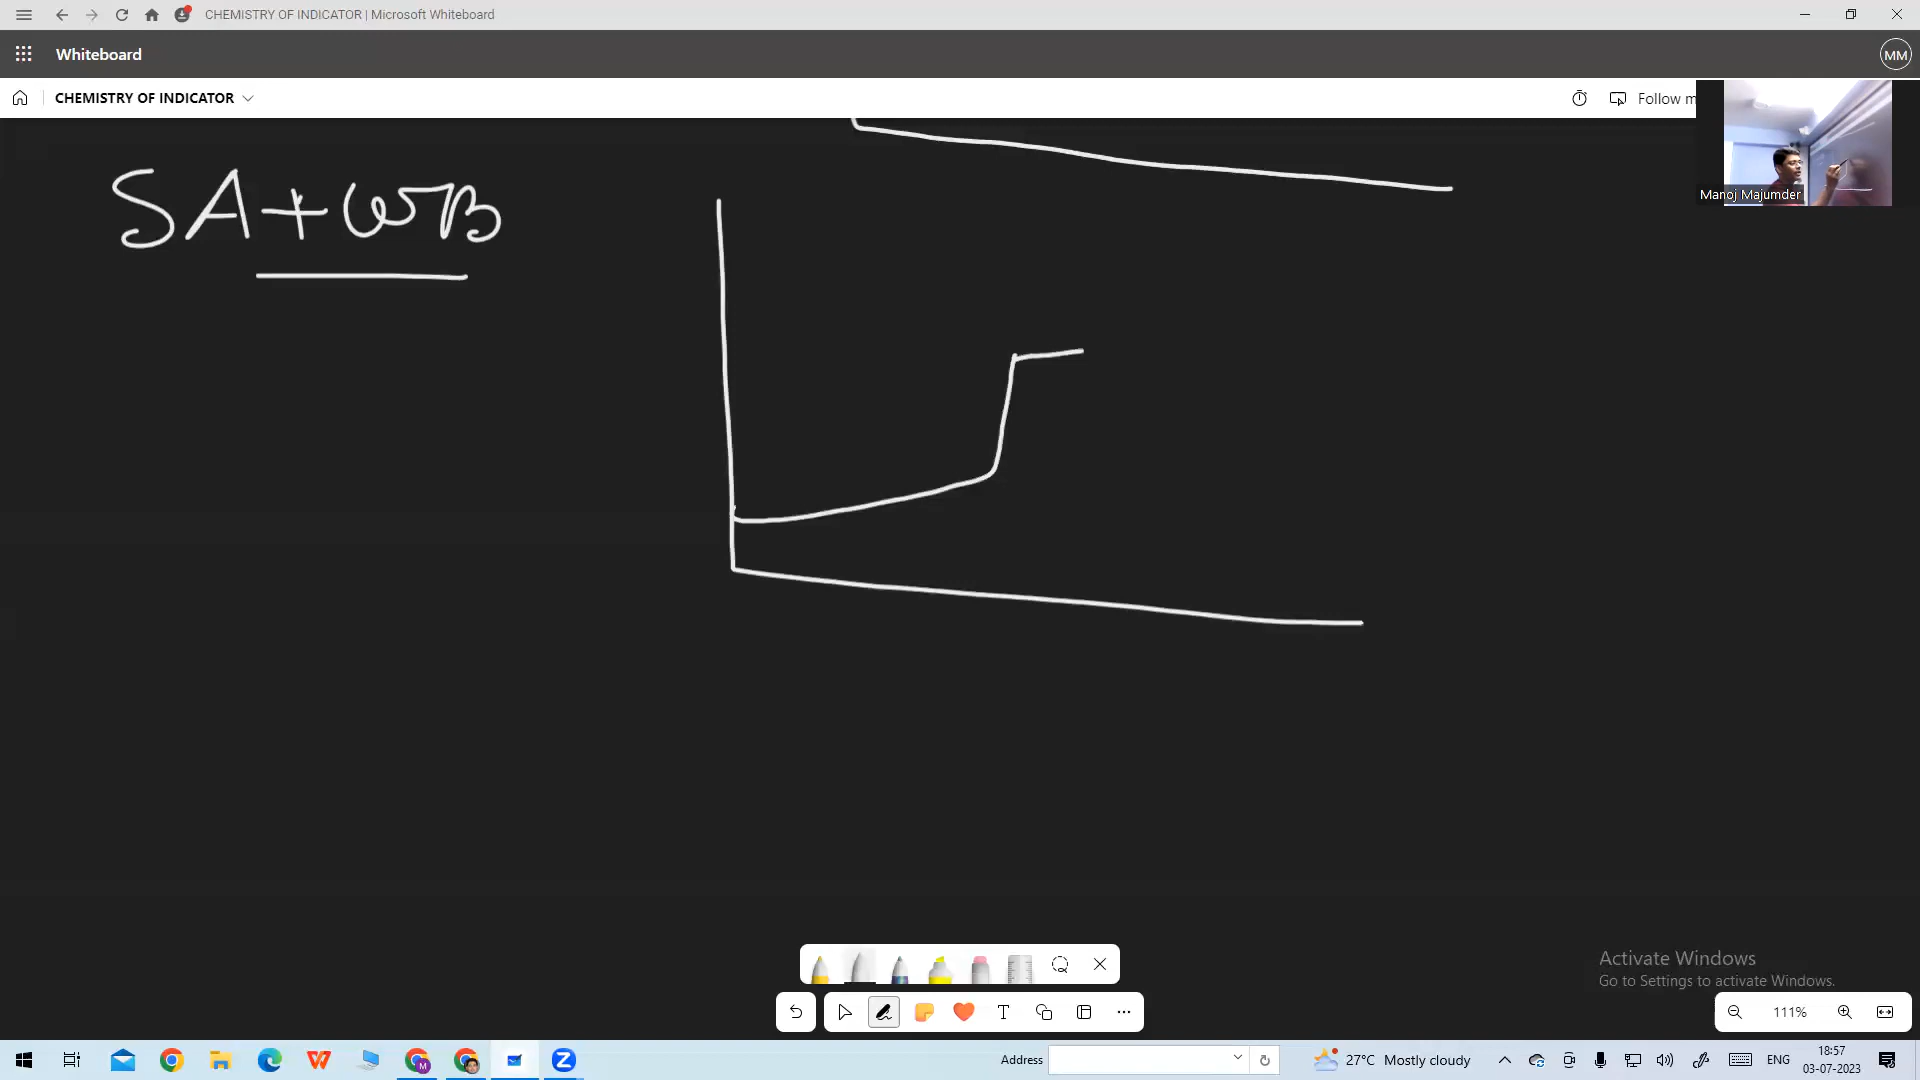 CHEMISTRY OF INDICATOR | Microsoft Whiteboard
Whiteboard
MM
CHEMISTRY OF INDICATOR
Follow m
Manoj Majumder
SA+WB
Activate Windows
Go to Settings to activate Windows.
T
111%
Address
27°C Mostly cloudy
ENG
18:57
03-07-2023